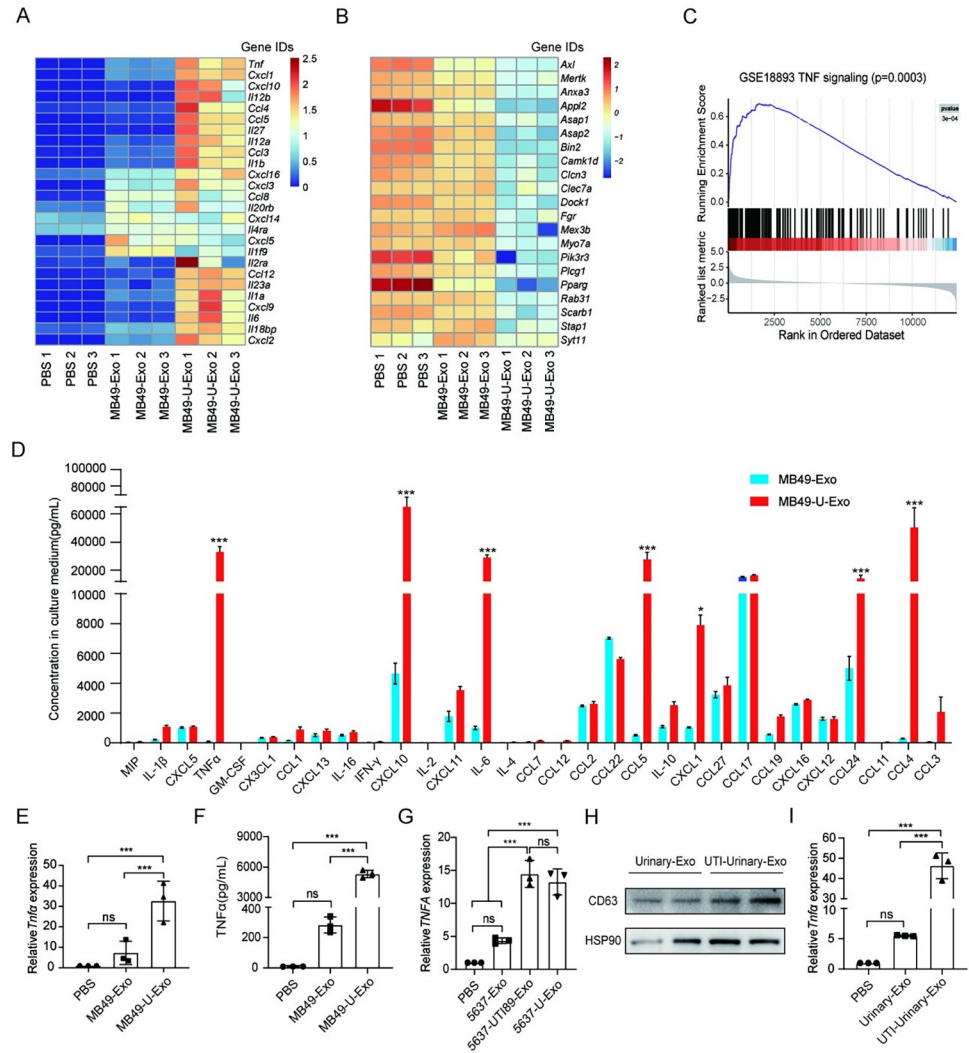 A
Gene IDs
Tnf
Cxcl1
Cxcl10
Il12b
Ccl4
Ccl5
Il27
Il12a
Ccl3
Il1b
Cxcl16
Cxcl3
Ccl8
Il20rb
Cxcl14
Il4ra
Cxcl5
Il1f9
Il2ra
Ccl12
Il23a
Il1a
Cxcl9
Il6
Il18bp
Cxcl2
2.5
2
1.5
1
0.5
0
PBS 1
PBS 2
PBS 3
MB49-Exo 1
MB49-Exo 2
MB49-Exo 3
MB49-U-Exo 1
MB49-U-Exo 2
MB49-U-Exo 3
B
Gene IDs
Axl
Mertk
Anxa3
Appl2
Asap1
Asap2
Bin2
Camk1d
Clcn3
Clec7a
Dock1
Fgr
Mex3b
Myo7a
Pik3r3
Plcg1
Pparg
Rab31
Scarb1
Stap1
Syt11
2
1
0
−1
−2
PBS 1
PBS 2
PBS 3
MB49-Exo 1
MB49-Exo 2
MB49-Exo 3
MB49-U-Exo 1
MB49-U-Exo 2
MB49-U-Exo 3
C
GSE18893 TNF signaling (p=0.0003)
pvalue
3e−04
Running Enrichment Score
0.6
0.4
0.2
0.0
Ranked list metric
5.0
2.5
0.0
−2.5
2500
5000
7500
10000
Rank in Ordered Dataset
D
Concentration in culture medium(pg/mL)
100000
80000
60000
40000
20000
10000
8000
6000
4000
2000
0
MB49-Exo
MB49-U-Exo
***
***
***
***
*
***
***
MIP
IL-1β
CXCL5
TNFα
GM-CSF
CX3CL1
CCL1
CXCL13
IL-16
IFN-γ
CXCL10
IL-2
CXCL11
IL-6
IL-4
CCL7
CCL12
CCL2
CCL22
CCL5
IL-10
CXCL1
CCL27
CCL17
CCL19
CXCL16
CXCL12
CCL24
CCL11
CCL4
CCL3
E
Relative Tnfα expression
50
40
30
20
10
0
***
***
ns
PBS
MB49-Exo
MB49-U-Exo
F
TNFα(pg/mL)
9000
6000
3000
400
200
0
***
***
ns
PBS
MB49-Exo
MB49-U-Exo
G
Relative TNFA expression
20
15
10
5
0
***
***
ns
ns
PBS
5637-Exo
5637-UTI89-Exo
5637-U-Exo
H
Urinary-Exo
UTI-Urinary-Exo
CD63
HSP90
I
Relative Tnfα expression
60
50
40
30
20
10
5
0
***
***
ns
PBS
Urinary-Exo
UTI-Urinary-Exo